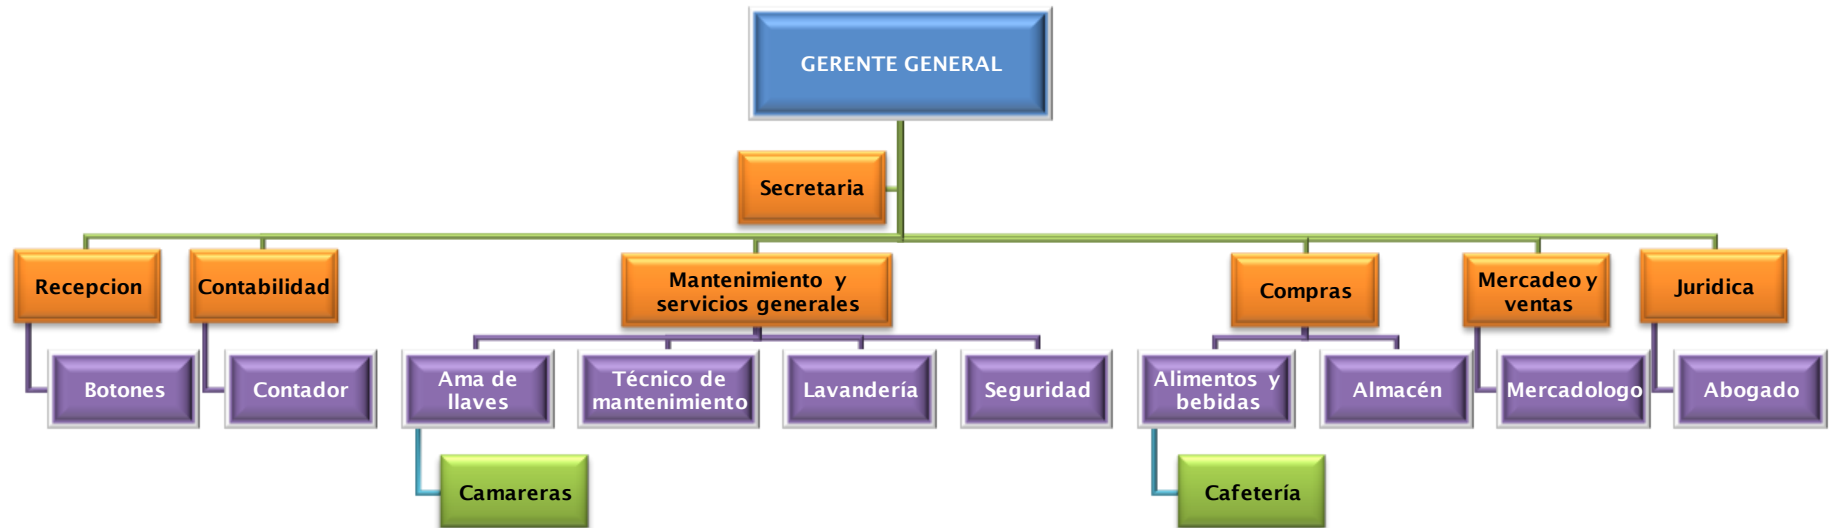 GERENTE GENERAL
Secretaria
Recepcion
Contabilidad
Mantenimiento y
servicios generales
Compras
Mercadeo y
ventas
Juridica
Botones
Contador
Ama de
llaves
Técnico de
mantenimiento
Lavandería
Seguridad
Alimentos y
bebidas
Almacén
Mercadologo
Abogado
Camareras
Cafetería